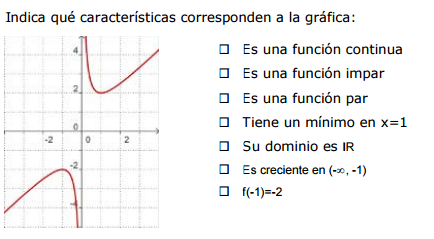 Indica qué características corresponden a la gráfica:
Es una función continua
Es una función impar
Es una función par
Tiene un mínimo en x=1
Su dominio es IR
Es creciente en (-∞, -1)
f(-1)=-2
4
2
0
-2 0 2
-2
-4